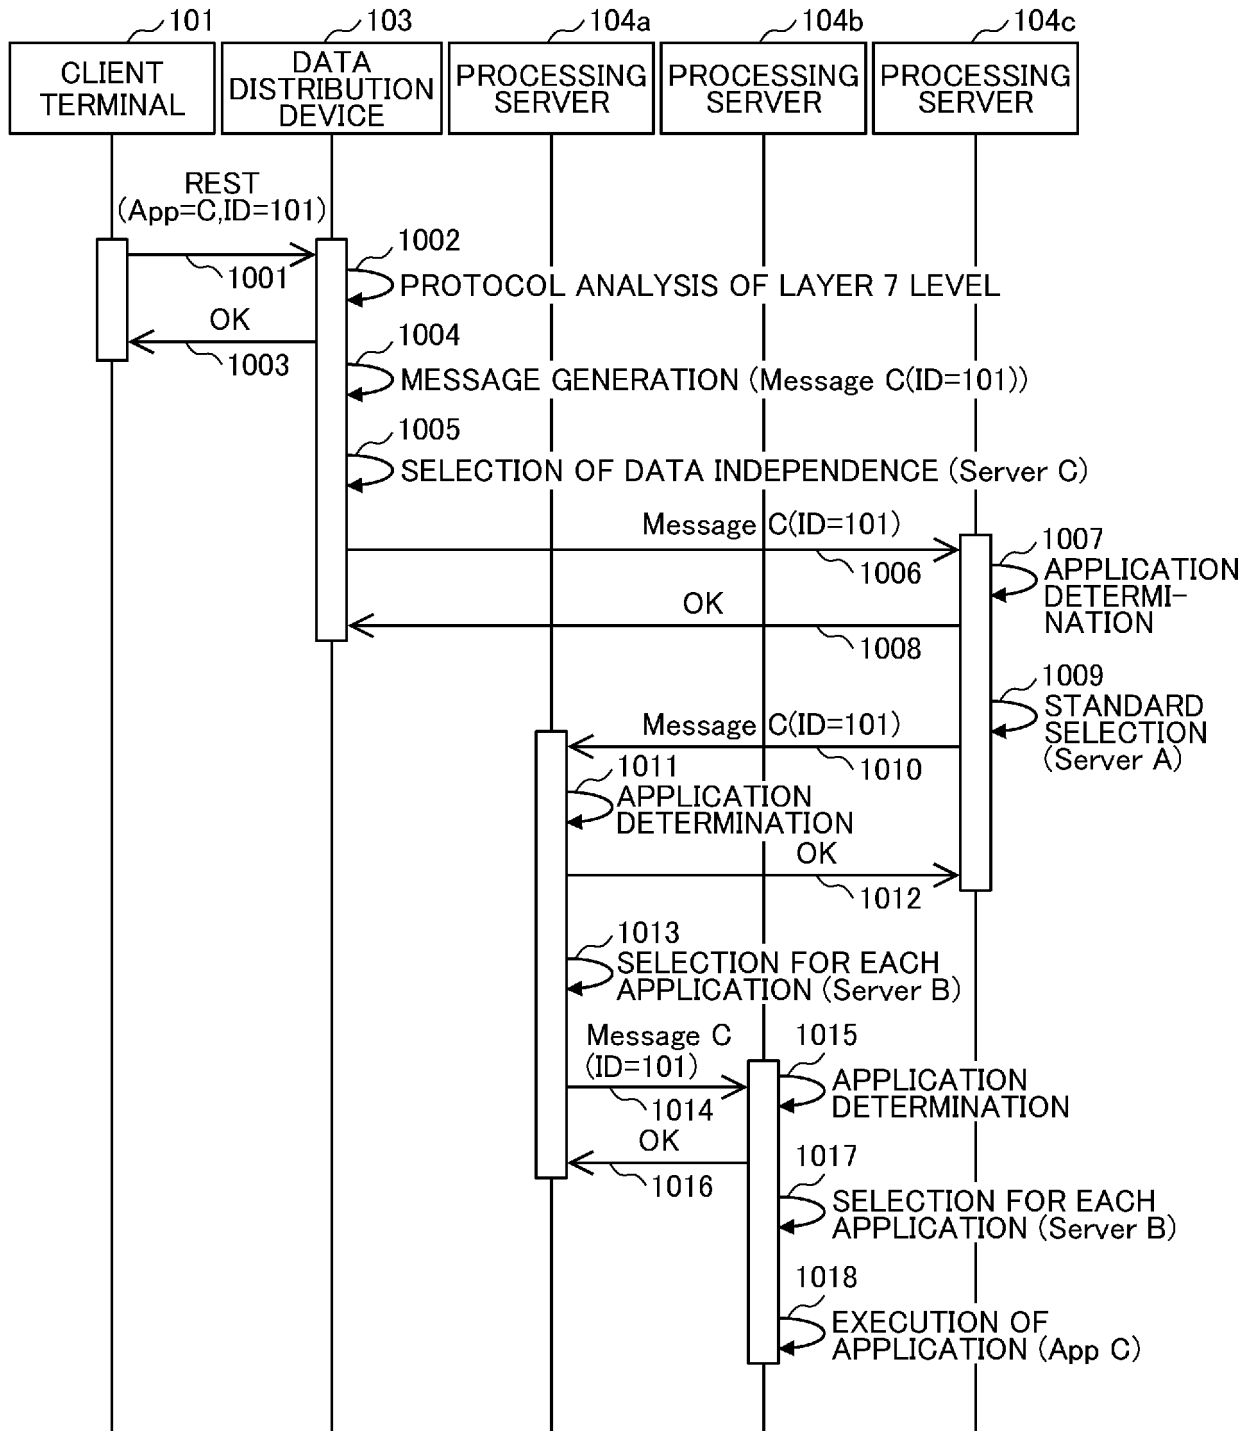 101
103
104a
104b
104c
CLIENT
TERMINAL
DATA
DISTRIBUTION
DEVICE
PROCESSING
SERVER
PROCESSING
SERVER
PROCESSING
SERVER
REST
(App=C,ID=101)
1001
1002
PROTOCOL ANALYSIS OF LAYER 7 LEVEL
OK
1003
1004
MESSAGE GENERATION (Message C(ID=101))
1005
SELECTION OF DATA INDEPENDENCE (Server C)
Message C(ID=101)
1006
1007
APPLICATION
DETERMI-
NATION
OK
1008
1009
STANDARD
SELECTION
(Server A)
Message C(ID=101)
1010
1011
APPLICATION
DETERMINATION
OK
1012
1013
SELECTION FOR EACH
APPLICATION (Server B)
Message C
(ID=101)
1014
1015
APPLICATION
DETERMINATION
OK
1016
1017
SELECTION FOR EACH
APPLICATION (Server B)
1018
EXECUTION OF
APPLICATION (App C)